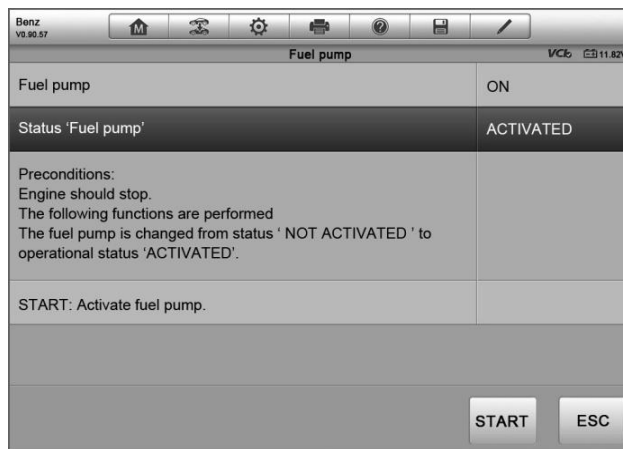 Benz
V0.90.57
M
Fuel pump
VCI 11.82V
Fuel pump ON
Status ‘Fuel pump’ ACTIVATED
Preconditions:
Engine should stop.
The following functions are performed
The fuel pump is changed from status ‘ NOT ACTIVATED ’ to
operational status ‘ACTIVATED’.
START: Activate fuel pump.
START ESC